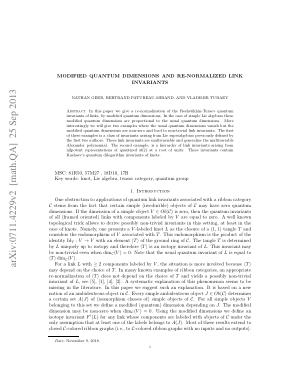 arXiv:0711.4229v2 [math.QA] 25 Sep 2013
MODIFIED QUANTUM DIMENSIONS AND RE-NORMALIZED LINK
INVARIANTS
NATHAN GEER, BERTRAND PATUREAU-MIRAND, AND VLADIMIR TURAEV
Abstract. In this paper we give a re-normalization of the Reshetikhin-Turaev quantum
invariants of links, by modified quantum dimensions. In the case of simple Lie algebras these
modified quantum dimensions are proportional to the usual quantum dimensions. More
interestingly we will give two examples where the usual quantum dimensions vanish but the
modified quantum dimensions are non-zero and lead to non-trivial link invariants. The first
of these examples is a class of invariants arising from Lie superalgebras previously defined by the
first two authors. These link invariants are multivariable and generalize the multivariable
Alexander polynomial. The second example, is a hierarchy of link invariants arising from
nilpotent representations of quantized sl(2) at a root of unity. These invariants contain
Kashaev's quantum dilogarithm invariants of knots.
MSC:
Key words: knot, Lie algebra, tensor category, quantum group
1. Introduction
One obstruction to applications of quantum link invariants associated with a ribbon category
stems from the fact that certain simple (irreducible) objects of
may have zero quantum
dimensions. If the dimension of a simple object
is zero, then the quantum invariants
of all (framed oriented) links with components labeled by V are equal to zero. A well known
topological trick allows to derive possibly non-trivial invariants in this setting, at least in the
case of knots. Namely, one presents a V-labeled knot L as the closure of a (1, 1) tangle T and
considers the endomorphism of V associated with T. This endomorphism is the product of the
identity
with an element
of the ground ring of
The tangle T is determined
by L uniquely up to isotopy and therefore
is an isotopy invariant of L. This invariant may
be non-trivial even when
Note that the usual quantum invariant of L is equal to
For a link L with ≥ 2 components labeled by V, the situation is more involved because
may depend on the choice of T. In many known examples of ribbon categories, an appropriate
re-normalization of
does not depend on the choice of T and yields a possibly non-trivial
invariant of L, see
A systematic explanation of this phenomenon seems to be
missing in the literature. In this paper we suggest such an explanation. It is based on a new
notion of an ambidextrous object in
Every simple ambidextrous object J
determines
a certain set A(J) of (isomorphism classes of) simple objects of
For all simple objects V
belonging to this set we define a modified (quantum) dimension depending on J. The modified
dimension may be non-zero when
Using the modified dimensions we define an
isotopy invariant
for any link whose components are labeled with objects of
under the
only assumption that at least one of the labels belongs to A(J). Most of these results extend to
closed
-colored ribbon graphs (i.e., to
-colored ribbon graphs with no inputs and no outputs).